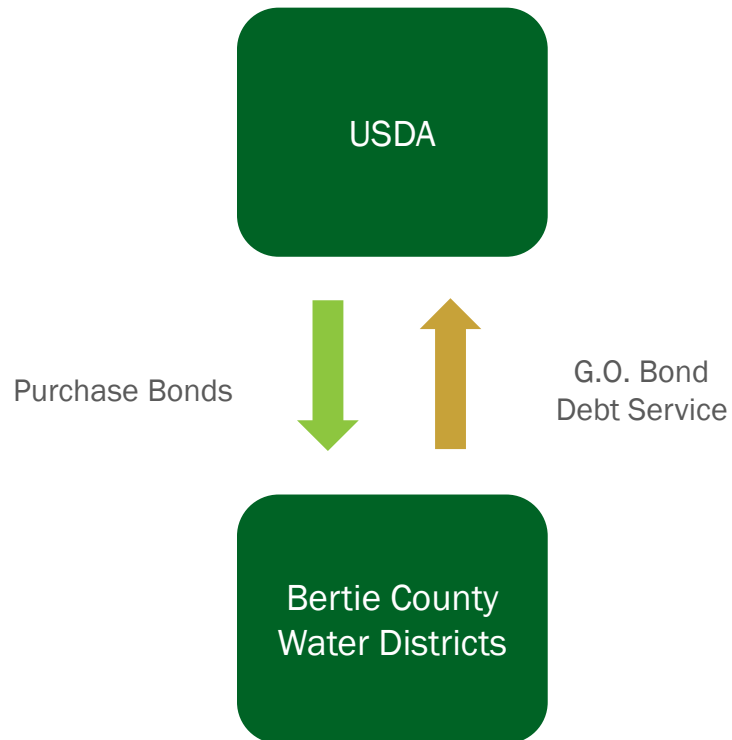 USDA
Purchase Bonds
G.O. Bond
Debt Service
Bertie County
Water Districts